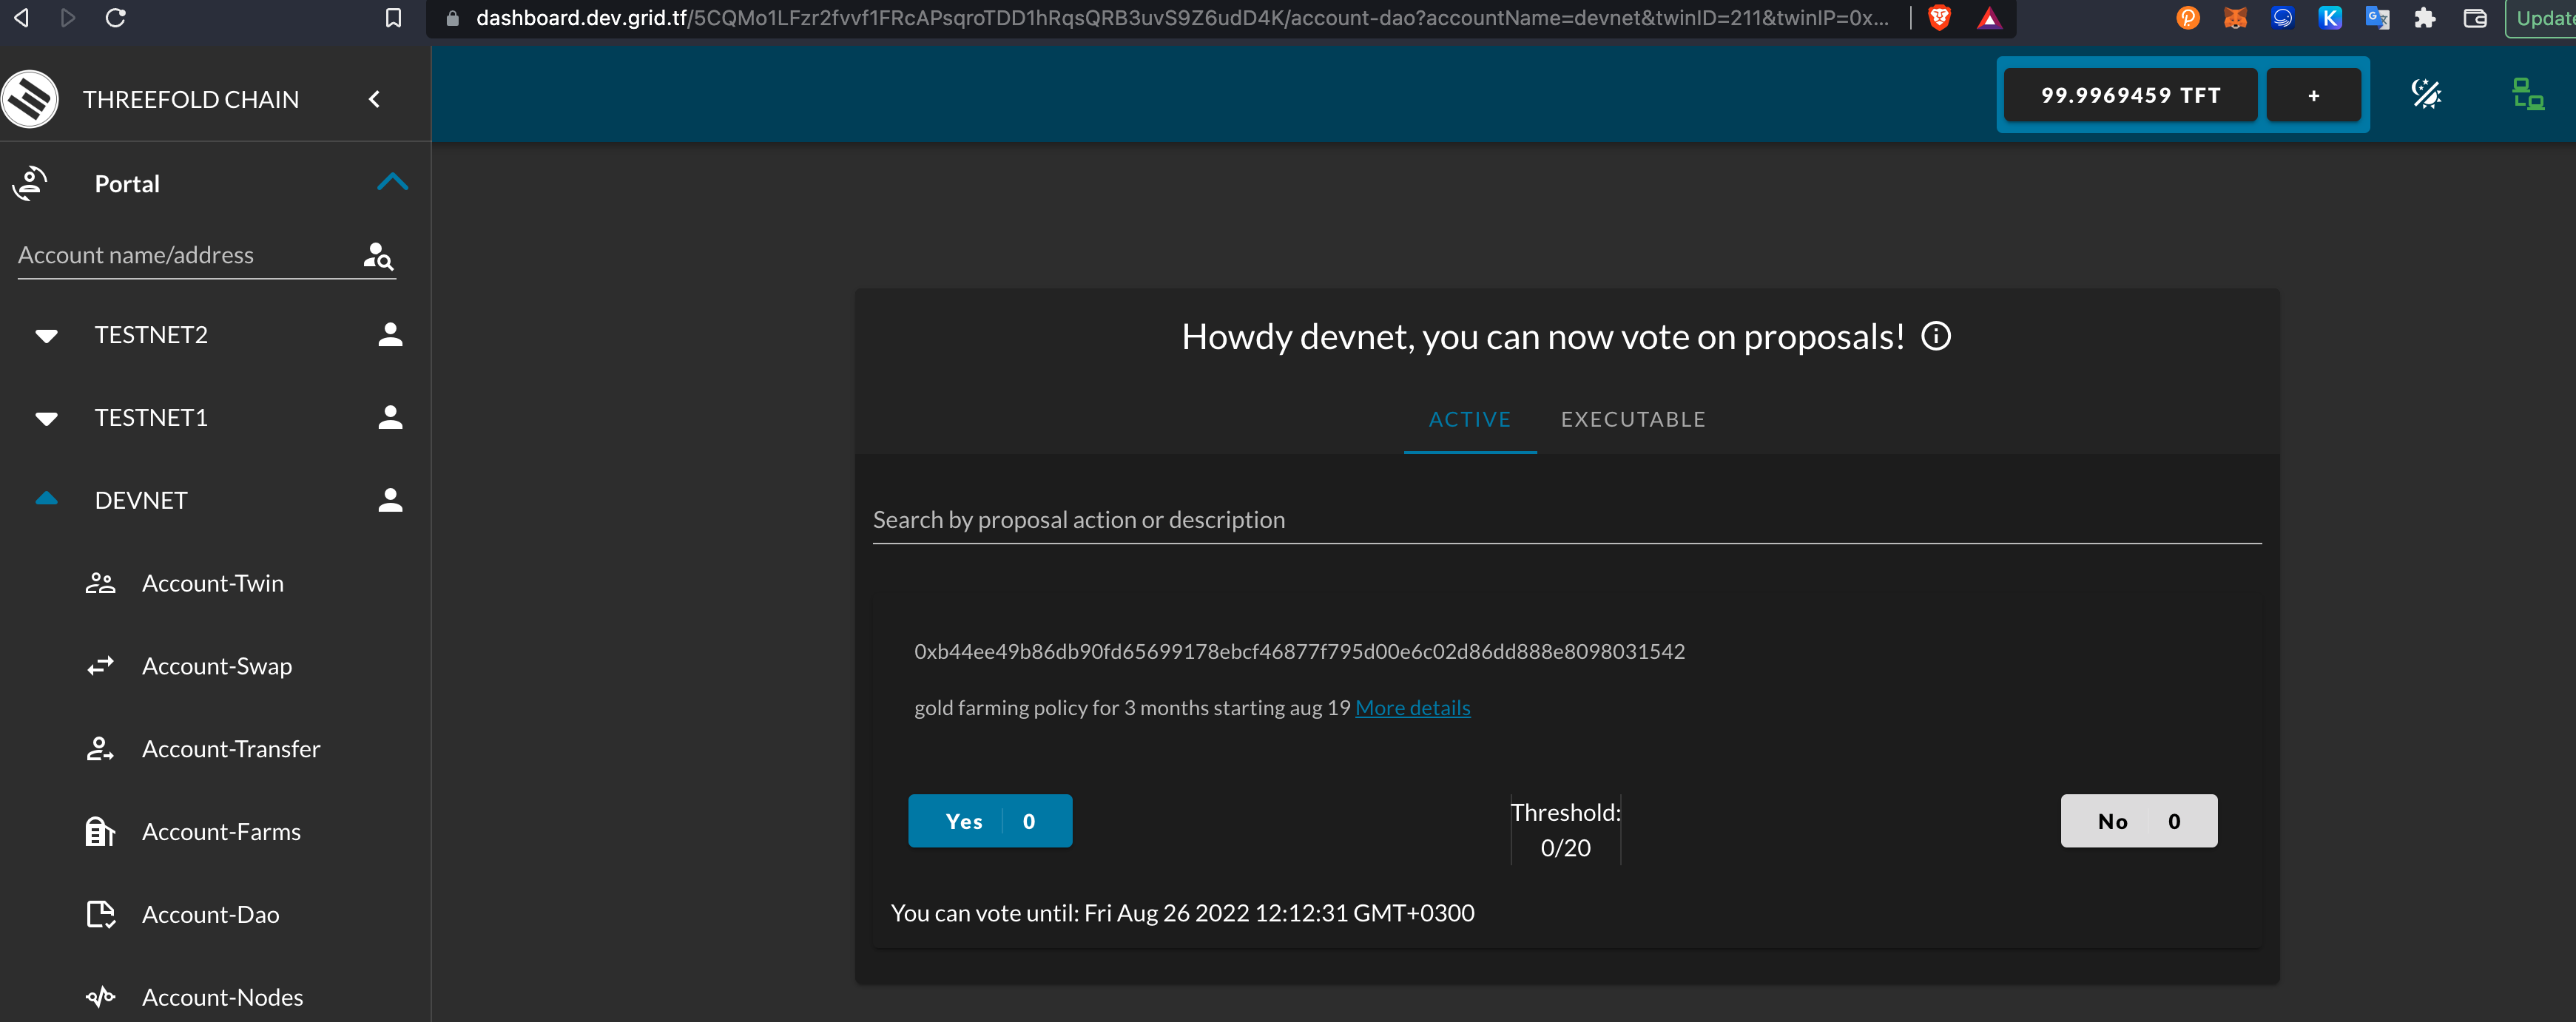 dashboard.dev.grid.tf/5CQMo1LFzr2fvvf1FRcAPsqroTDD1hRqsQRB3uvS9Z6udD4K/account-dao?accountName=devnet&twinID=211&twinIP=0x...
Update
THREEFOLD CHAIN
99.9969459 TFT
+
Portal
Account name/address
TESTNET2
TESTNET1
DEVNET
Account-Twin
Account-Swap
Account-Transfer
Account-Farms
Account-Dao
Account-Nodes
Howdy devnet, you can now vote on proposals!
ACTIVE EXECUTABLE
Search by proposal action or description
0xb44ee49b86db90fd65699178ebcf46877f795d00e6c02d86dd888e8098031542
gold farming policy for 3 months starting aug 19 More details
Yes 0
Threshold:
0/20
No 0
You can vote until: Fri Aug 26 2022 12:12:31 GMT+0300